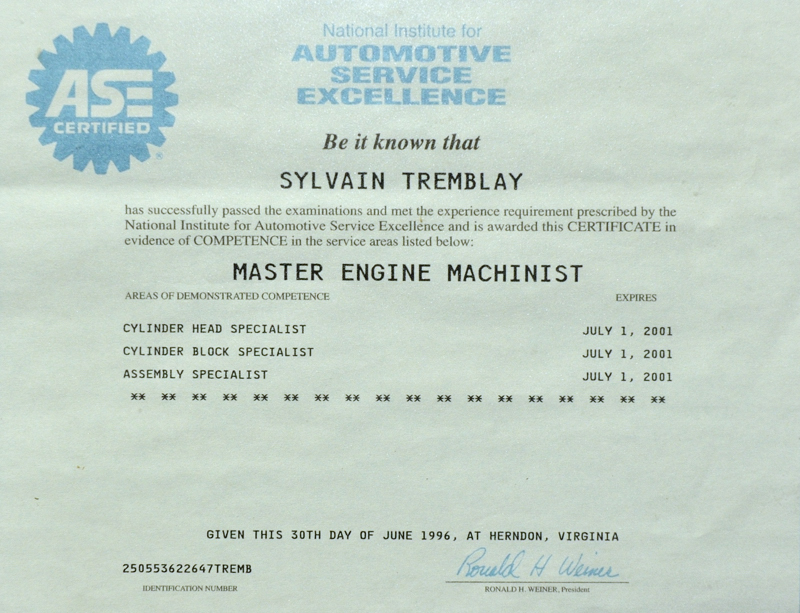 ASE
CERTIFIED
®
National Institute for
AUTOMOTIVE
SERVICE
EXCELLENCE
Be it known that
SYLVAIN TREMBLAY
has successfully passed the examinations and met the experience requirement prescribed by the
National Institute for Automotive Service Excellence and is awarded this CERTIFICATE in
evidence of COMPETENCE in the service areas listed below:
MASTER ENGINE MACHINIST
AREAS OF DEMONSTRATED COMPETENCE EXPIRES
CYLINDER HEAD SPECIALIST JULY 1, 2001
CYLINDER BLOCK SPECIALIST JULY 1, 2001
ASSEMBLY SPECIALIST JULY 1, 2001
** ** ** ** ** ** ** ** ** ** ** ** ** ** ** ** ** **
GIVEN THIS 30TH DAY OF JUNE 1996, AT HERNDON, VIRGINIA
250553622647TREMB Ronald H Weiner
IDENTIFICATION NUMBER RONALD H. WEINER, President